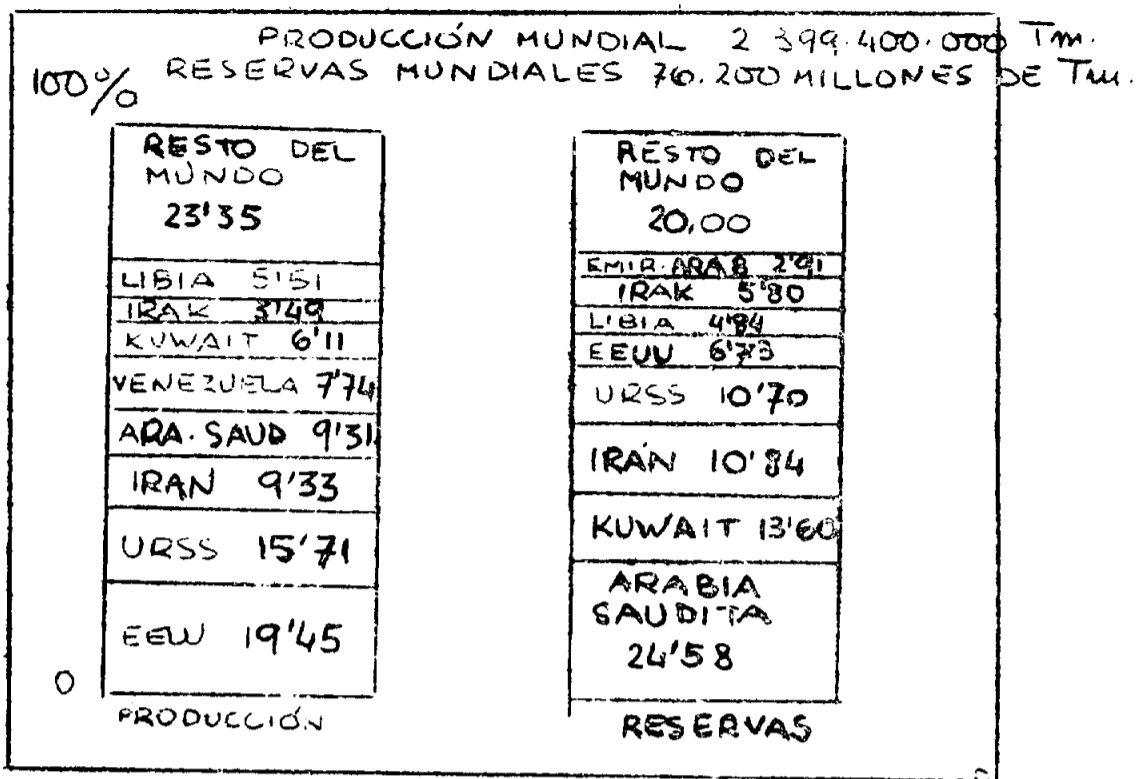 PRODUCCIÓN MUNDIAL 2 399.400.000 Tm.
RESERVAS MUNDIALES 76.200 MILLONES DE Tm.
100%
RESTO DEL
MUNDO
23'35
LIBIA 5'51
IRAK 3'49
KUWAIT 6'11
VENEZUELA 7'74
ARA. SAUD 9'31
IRAN 9'33
URSS 15'71
EEUU 19'45
0
PRODUCCIÓN
RESTO DEL
MUNDO
20,00
EMIR. ARAB 2'91
IRAK 5'80
LIBIA 4'84
EEUU 6'73
URSS 10'70
IRÁN 10'84
KUWAIT 13'60
ARABIA
SAUDITA
24'58
RESERVAS